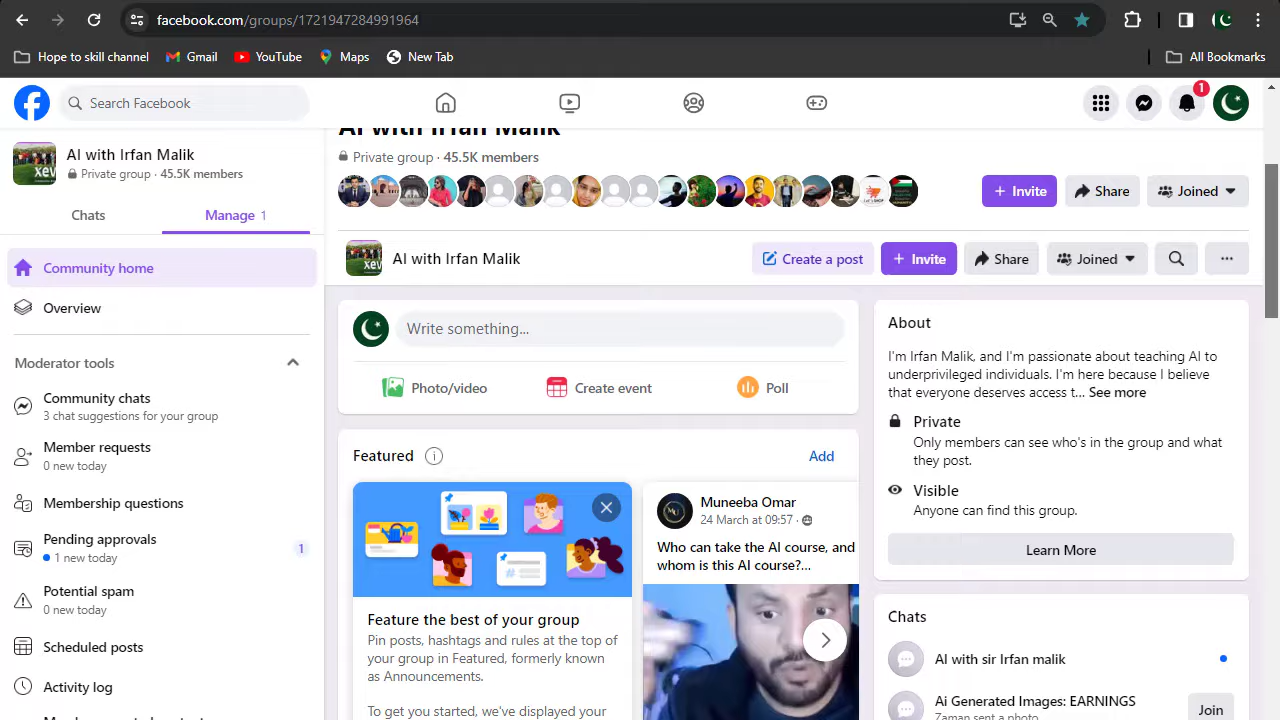 facebook.com/groups/1721947284991964
Hope to skill channel
Gmail
YouTube
Maps
New Tab
All Bookmarks
Search Facebook
1
AI with Irfan Malik
Private group · 45.5K members
Chats
Manage 1
Community home
Overview
Moderator tools
Community chats
3 chat suggestions for your group
Member requests
0 new today
Membership questions
Pending approvals
1 new today
1
Potential spam
0 new today
Scheduled posts
Activity log
AI with Irfan Malik
Private group · 45.5K members
+ Invite
Share
Joined
AI with Irfan Malik
Create a post
+ Invite
Share
Joined
Write something...
Photo/video
Create event
Poll
Featured
Add
Feature the best of your group
Pin posts, hashtags and rules at the top of
your group in Featured, formerly known
as Announcements.
To get you started, we've displayed your
Muneeba Omar
24 March at 09:57 ·
Who can take the AI course, and
whom is this AI course?...
About
I'm Irfan Malik, and I'm passionate about teaching AI to
underprivileged individuals. I'm here because I believe
that everyone deserves access t... See more
Private
Only members can see who's in the group and what
they post.
Visible
Anyone can find this group.
Learn More
Chats
AI with sir Irfan malik
Ai Generated Images: EARNINGS
Zaman sent a photo
Join